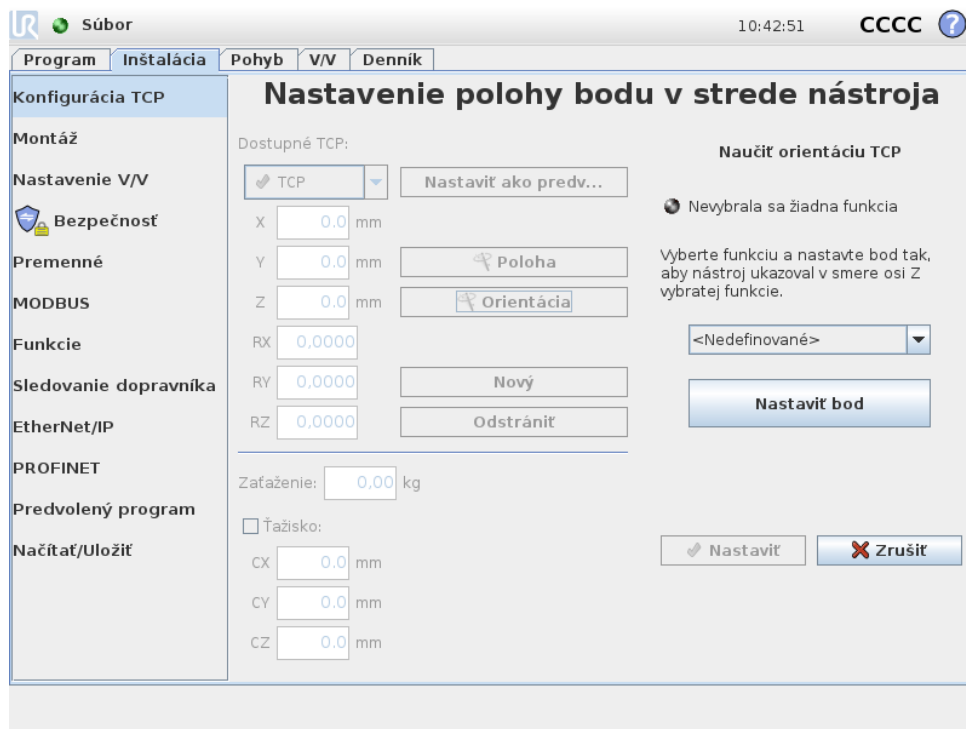 UR Súbor 10:42:51 CCCC ?
Program Inštalácia Pohyb V/V Denník
Konfigurácia TCP
Montáž
Nastavenie V/V
Bezpečnosť
Premenné
MODBUS
Funkcie
Sledovanie dopravníka
EtherNet/IP
PROFINET
Predvolený program
Načítať/Uložiť
Nastavenie polohy bodu v strede nástroja
Dostupné TCP:
TCP Nastaviť ako predv...
X 0.0 mm
Y 0.0 mm Poloha
Z 0.0 mm Orientácia
RX 0,0000
RY 0,0000 Nový
RZ 0,0000 Odstrániť
Zaťaženie: 0,00 kg
Ťažisko:
CX 0.0 mm
CY 0.0 mm
CZ 0.0 mm
Naučiť orientáciu TCP
Nevybrala sa žiadna funkcia
Vyberte funkciu a nastavte bod tak,
aby nástroj ukazoval v smere osi Z
vybratej funkcie.
<Nedefinované>
Nastaviť bod
Nastaviť Zrušiť